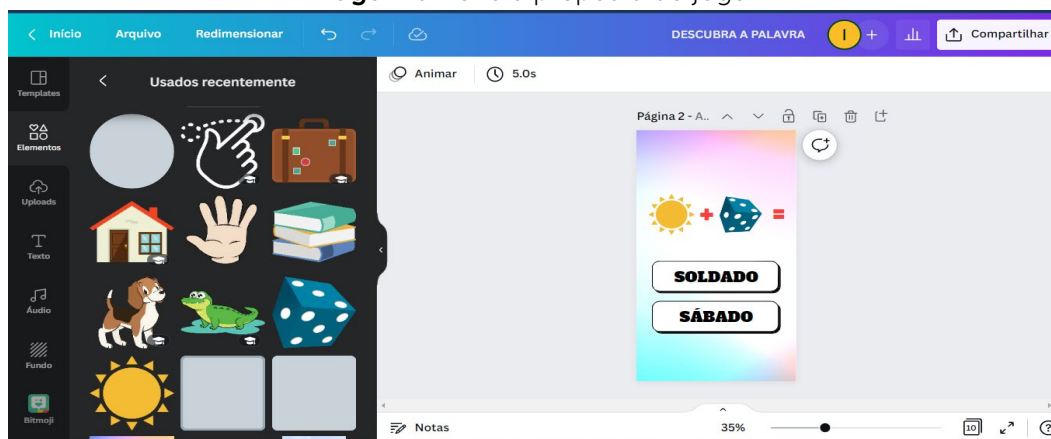 Início Arquivo Redimensionar DESCUBRA A PALAVRA I + Compartilhar
Templates
Elementos
Uploads
Texto
Áudio
Fundo
Bitmoji
Usados recentemente
Animar 5.0s
Página 2 - A..
+ =
SOLDADO
SÁBADO
Notas 35% 10